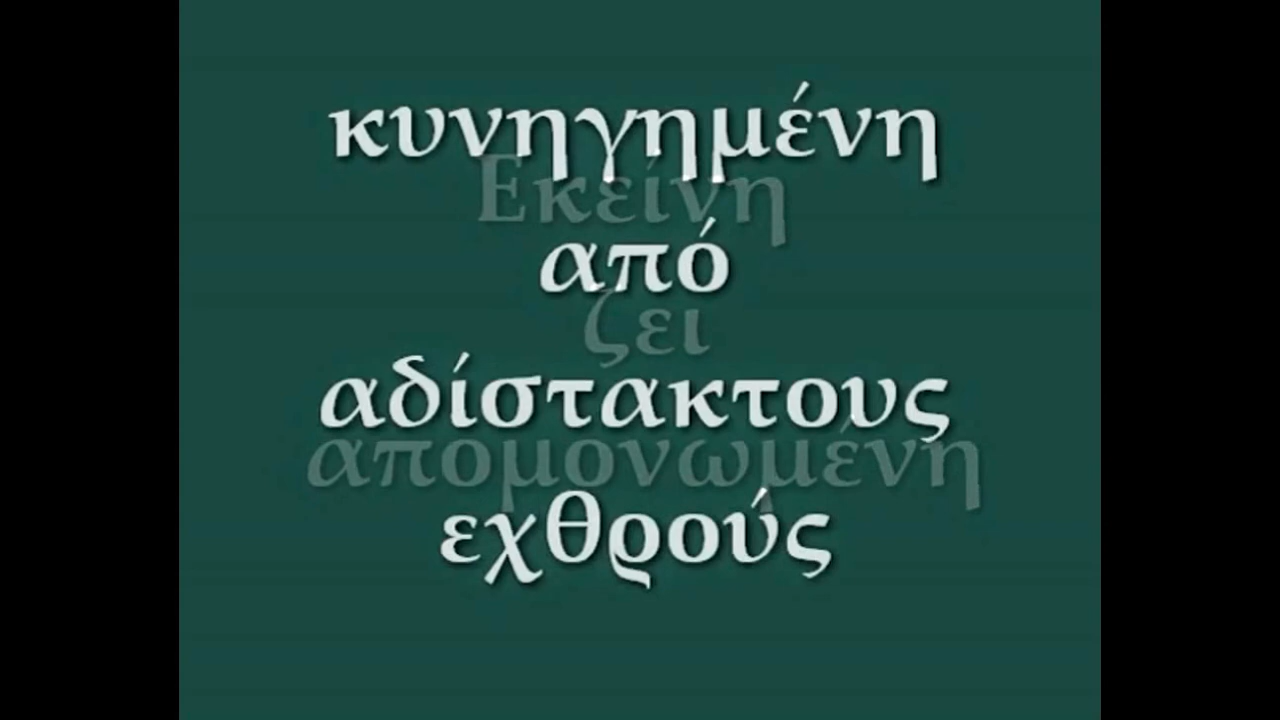 κυνηγημένη
Εκείνη
από
ζει
αδίστακτους
απομονωμένη
εχθρούς